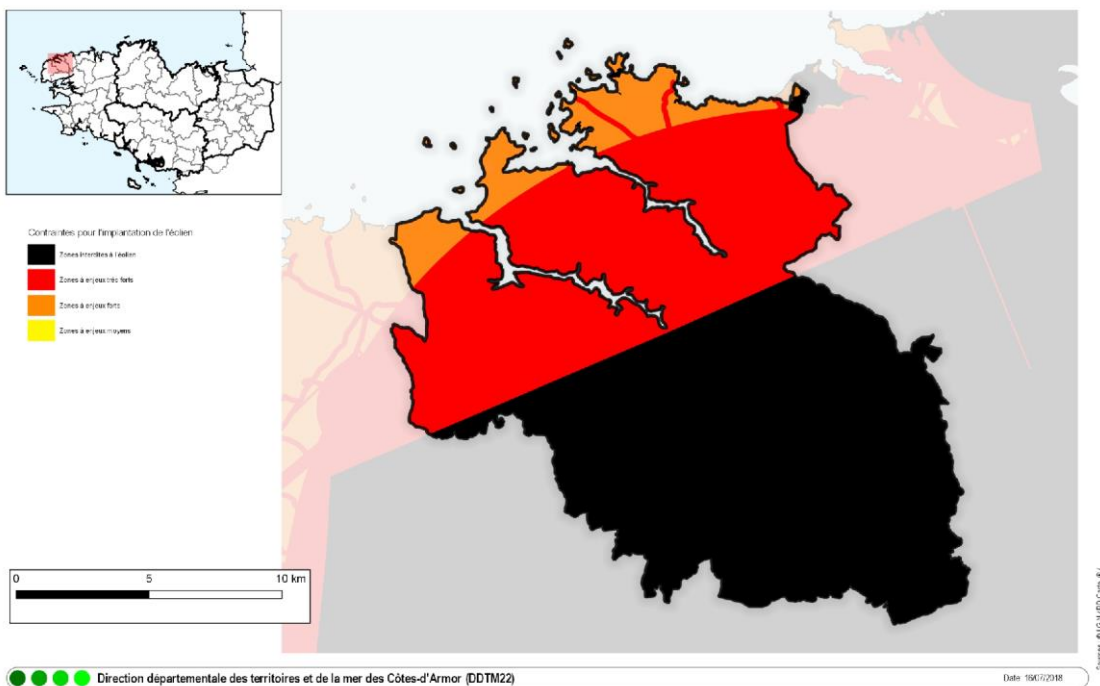 Contraintes pour l'implantation de l'éolien
Zones interdites à l'éolien
Zones à enjeux très forts
Zones à enjeux forts
Zones à enjeux moyens
0 5 10 km
Direction départementale des territoires et de la mer des Côtes-d'Armor (DDTM22)
Date: 16/07/2018